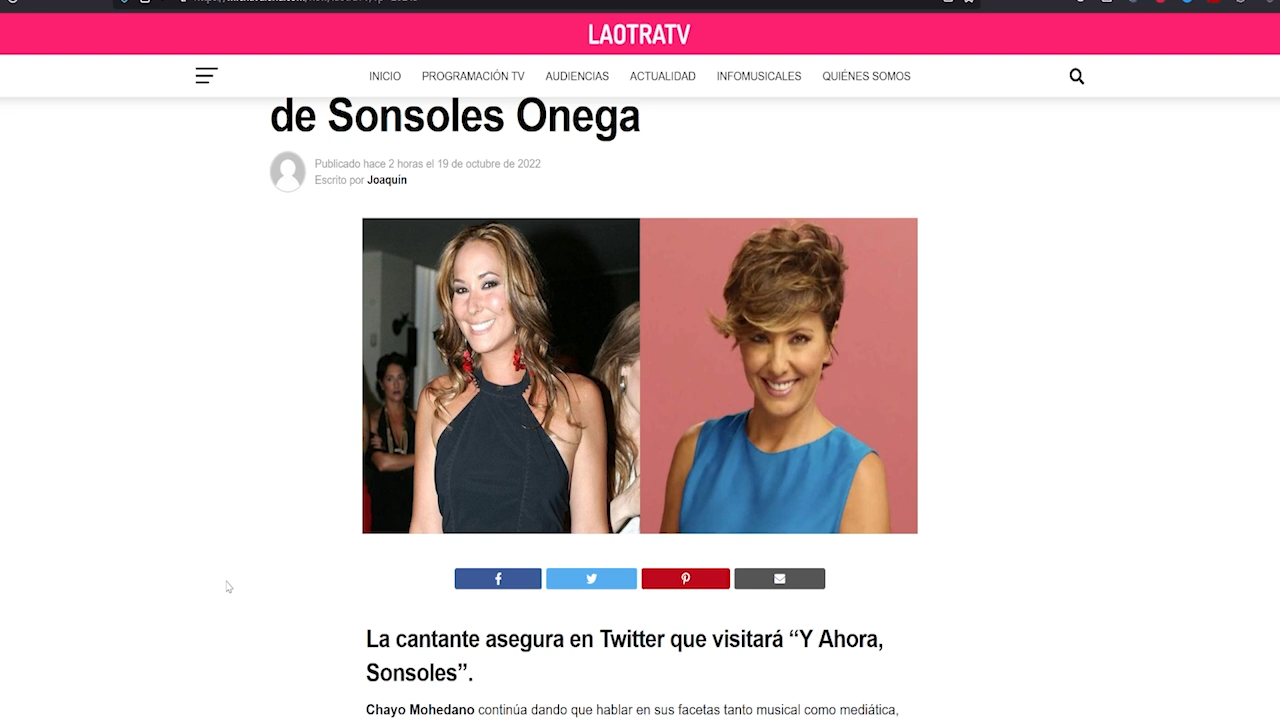 LAOTRATV
INICIO PROGRAMACIÓN TV AUDIENCIAS ACTUALIDAD INFOMUSICALES QUIÉNES SOMOS
de Sonsoles Onega
Publicado hace 2 horas el 19 de octubre de 2022
Escrito por Joaquín
La cantante asegura en Twitter que visitará “Y Ahora,
Sonsoles”.
Chayo Mohedano continúa dando que hablar en sus facetas tanto musical como mediática,